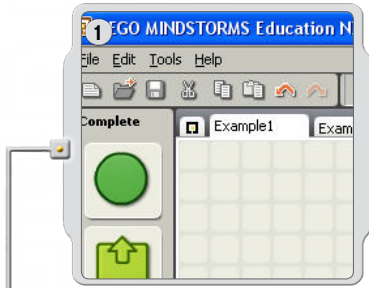 1
EGO MINDSTORMS Education N
File Edit Tools Help
Complete
Example1
Exam